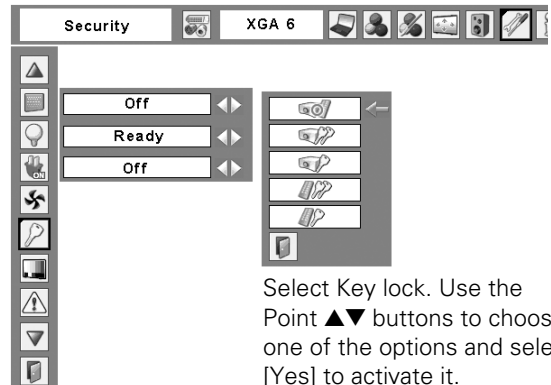 Security
XGA 6
Off
Ready
Off
ON
Select Key lock. Use the
Point ▲▼ buttons to choos
one of the options and sele
[Yes] to activate it.